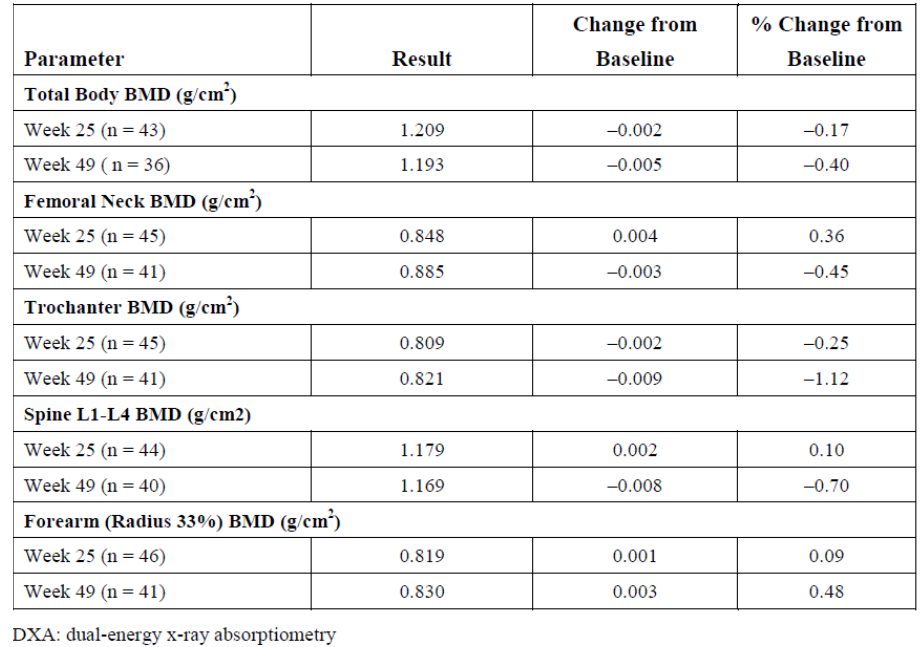 Parameter Result Change from Baseline % Change from Baseline
Total Body BMD (g/cm²)
Week 25 (n = 43) 1.209 –0.002 –0.17
Week 49 ( n = 36) 1.193 –0.005 –0.40
Femoral Neck BMD (g/cm²)
Week 25 (n = 45) 0.848 0.004 0.36
Week 49 (n = 41) 0.885 –0.003 –0.45
Trochanter BMD (g/cm²)
Week 25 (n = 45) 0.809 –0.002 –0.25
Week 49 (n = 41) 0.821 –0.009 –1.12
Spine L1-L4 BMD (g/cm2)
Week 25 (n = 44) 1.179 0.002 0.10
Week 49 (n = 40) 1.169 –0.008 –0.70
Forearm (Radius 33%) BMD (g/cm²)
Week 25 (n = 46) 0.819 0.001 0.09
Week 49 (n = 41) 0.830 0.003 0.48
DXA: dual-energy x-ray absorptiometry